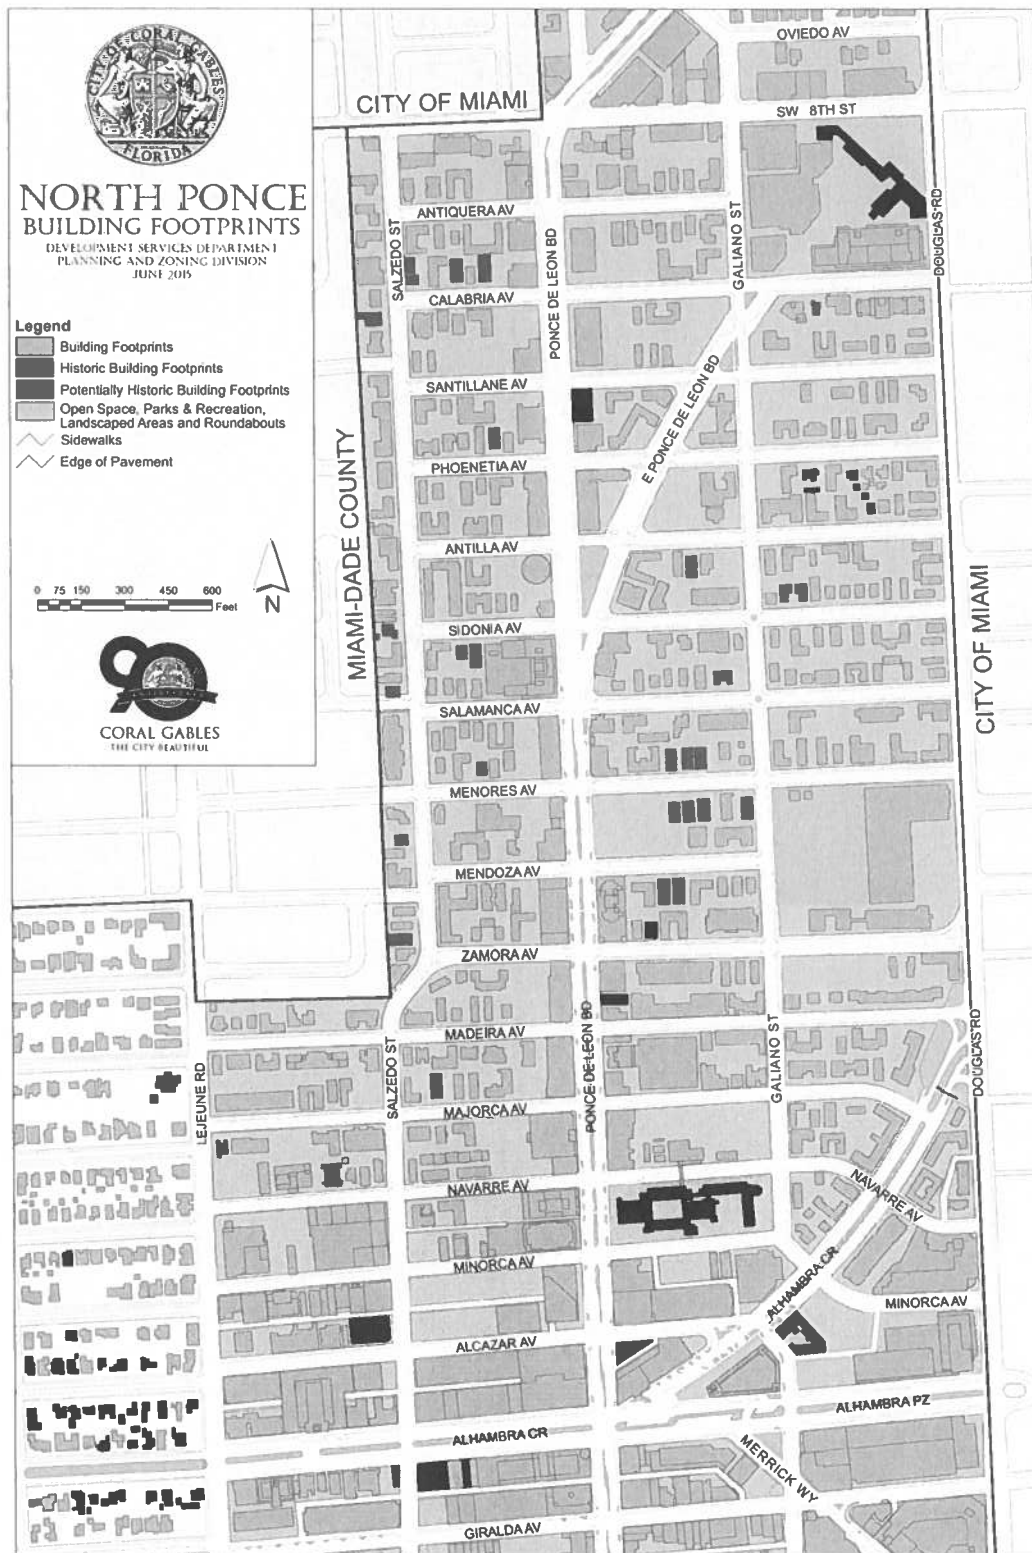 CITY OF CORAL GABLES
FLORIDA
NORTH PONCE
BUILDING FOOTPRINTS
DEVELOPMENT SERVICES DEPARTMENT
PLANNING AND ZONING DIVISION
JUNE 2015
Legend
Building Footprints
Historic Building Footprints
Potentially Historic Building Footprints
Open Space, Parks & Recreation,
Landscaped Areas and Roundabouts
Sidewalks
Edge of Pavement
0 75 150 300 450 600
Feet
N
90
CORAL GABLES
THE CITY BEAUTIFUL
CITY OF MIAMI
MIAMI-DADE COUNTY
CITY OF MIAMI
OVIEDO AV
SW 8TH ST
ANTIQUERA AV
SALZEDO ST
PONCE DE LEON BD
GALIANO ST
DOUGLAS RD
CALABRIA AV
SANTILLANE AV
E PONCE DE LEON BD
PHOENETIA AV
ANTILLA AV
SIDONIA AV
SALAMANCA AV
MENORES AV
MENDOZA AV
ZAMORA AV
MADEIRA AV
LEJEUNE RD
SALZEDO ST
PONCE DE LEON BD
GALIANO ST
DOUGLAS RD
MAJORCA AV
NAVARRE AV
NAVARRE AV
MINORCA AV
ALHAMBRA CR
MINORCA AV
ALCAZAR AV
ALHAMBRA PZ
ALHAMBRA CR
MERRICK WY
GIRALDA AV